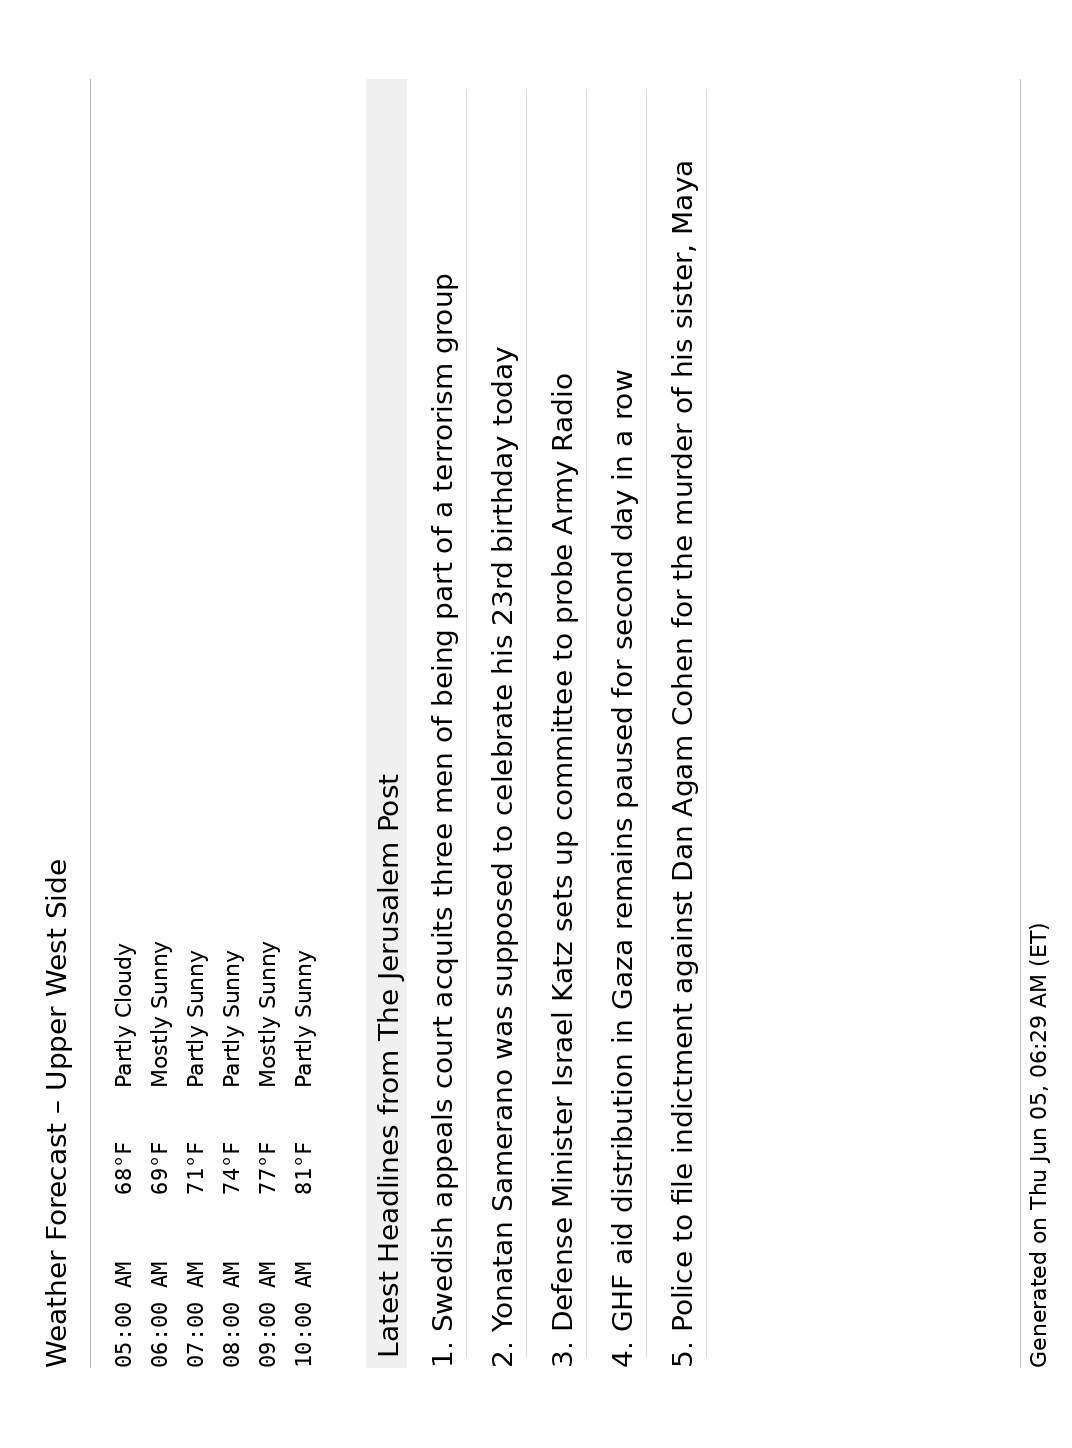 Weather Forecast – Upper West Side
05:00 AM 68°F Partly Cloudy
06:00 AM 69°F Mostly Sunny
07:00 AM 71°F Partly Sunny
08:00 AM 74°F Partly Sunny
09:00 AM 77°F Mostly Sunny
10:00 AM 81°F Partly Sunny
Latest Headlines from The Jerusalem Post
1. Swedish appeals court acquits three men of being part of a terrorism group
2. Yonatan Samerano was supposed to celebrate his 23rd birthday today
3. Defense Minister Israel Katz sets up committee to probe Army Radio
4. GHF aid distribution in Gaza remains paused for second day in a row
5. Police to file indictment against Dan Agam Cohen for the murder of his sister, Maya
Generated on Thu Jun 05, 06:29 AM (ET)